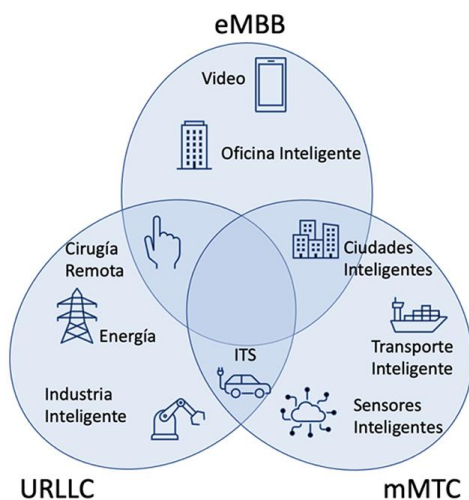 eMBB
Video
Oficina Inteligente
Cirugía
Remota
Ciudades
Inteligentes
Energía
Transporte
Inteligente
ITS
Industria
Inteligente
Sensores
Inteligentes
URLLC
mMTC